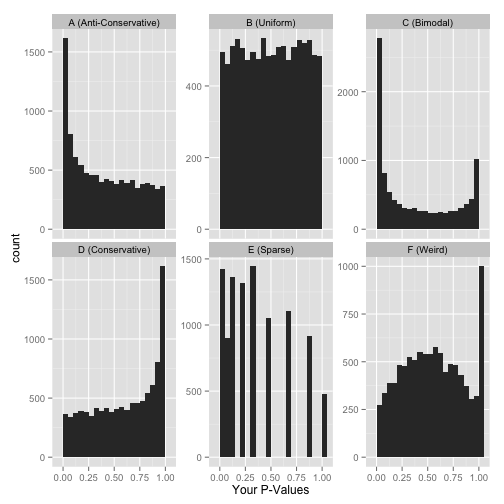 A (Anti-Conservative)
B (Uniform)
C (Bimodal)
1500
1000
500
0
400
200
0
2000
1000
0
count
D (Conservative)
E (Sparse)
F (Weird)
1500
1000
500
0
1500
1000
500
0
1000
750
500
250
0
0.00 0.25 0.50 0.75 1.00
0.00 0.25 0.50 0.75 1.00
0.00 0.25 0.50 0.75 1.00
Your P-Values